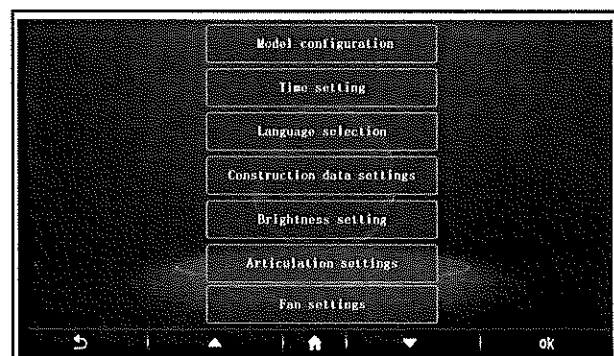 Model configuration
Time setting
Language selection
Construction data settings
Brightness setting
Articulation settings
Fan settings
ok